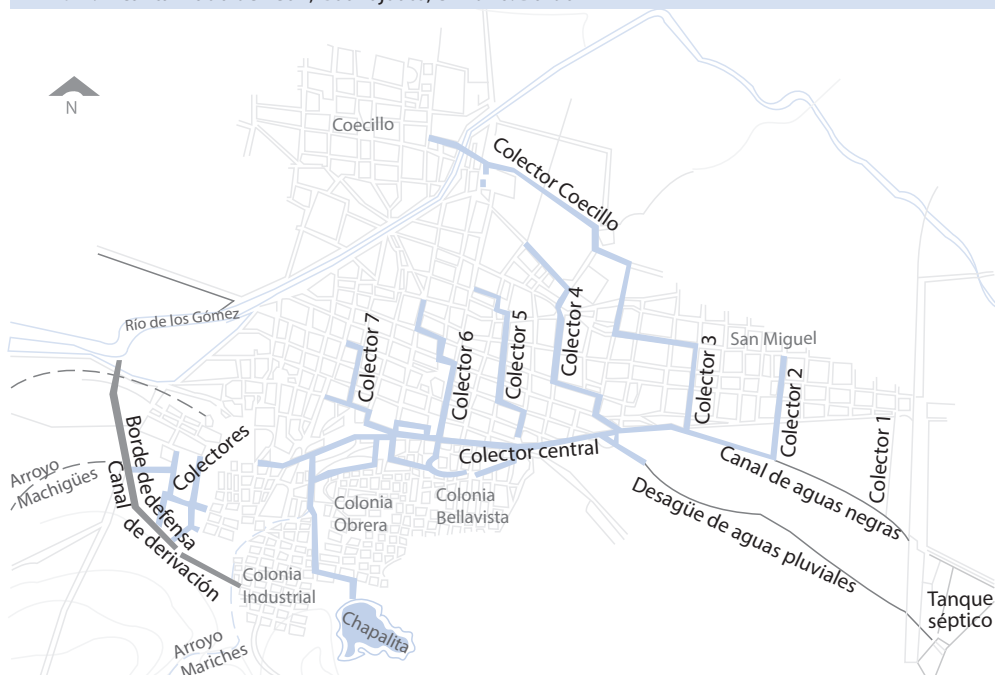 N
Coecillo
Colector Coecillo
Río de los Gómez
Colector 7
Colector 6
Colector 5
Colector 4
Colector 3
San Miguel
Colector 2
Colector 1
Colector central
Canal de aguas negras
Desagüe de aguas pluviales
Tanque
séptico
Arroyo
Machigües
Borde de defensa
Canal de derivación
Colectores
Colonia
Obrera
Colonia
Bellavista
Colonia
Industrial
Chapalita
Arroyo
Mariches